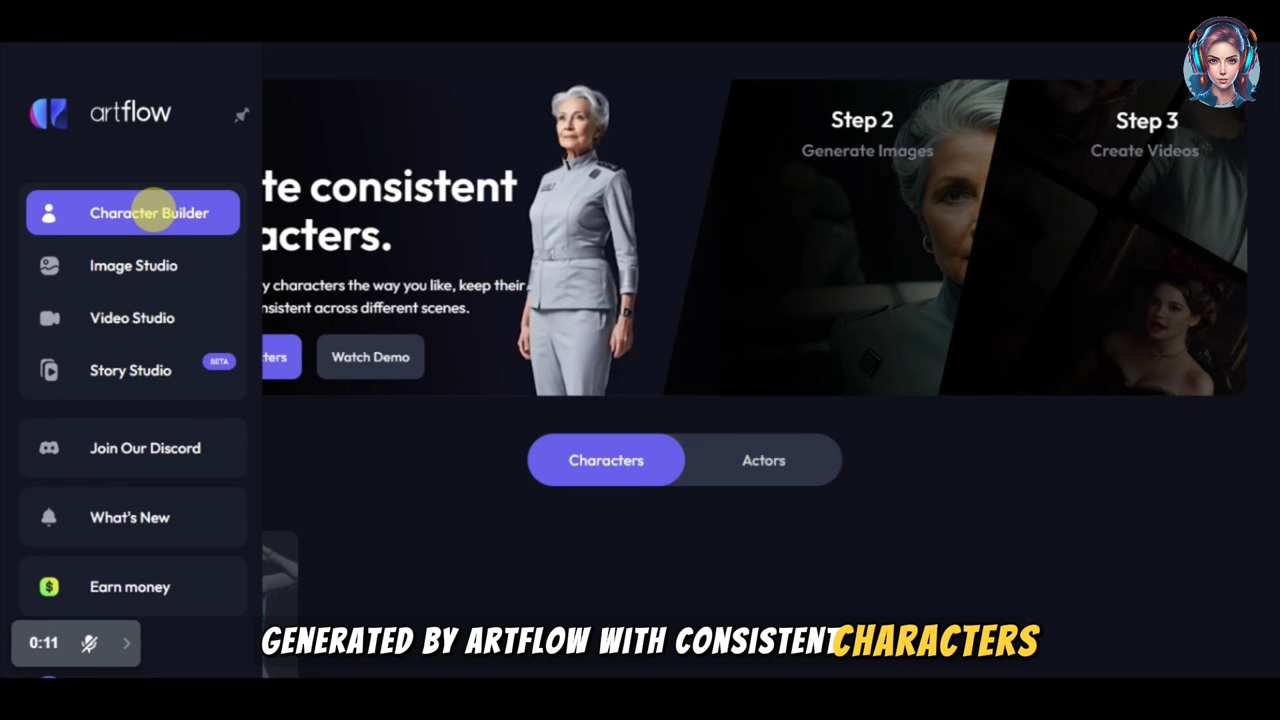 artflow
Character Builder
Image Studio
Video Studio
Story Studio
BETA
Join Our Discord
What's New
Earn money
0:11
te consistent
acters.
y characters the way you like, keep their
nsistent across different scenes.
ters
Watch Demo
Step 2
Generate Images
Step 3
Create Videos
Characters
Actors
GENERATED BY ARTFLOW WITH CONSISTENT CHARACTERS